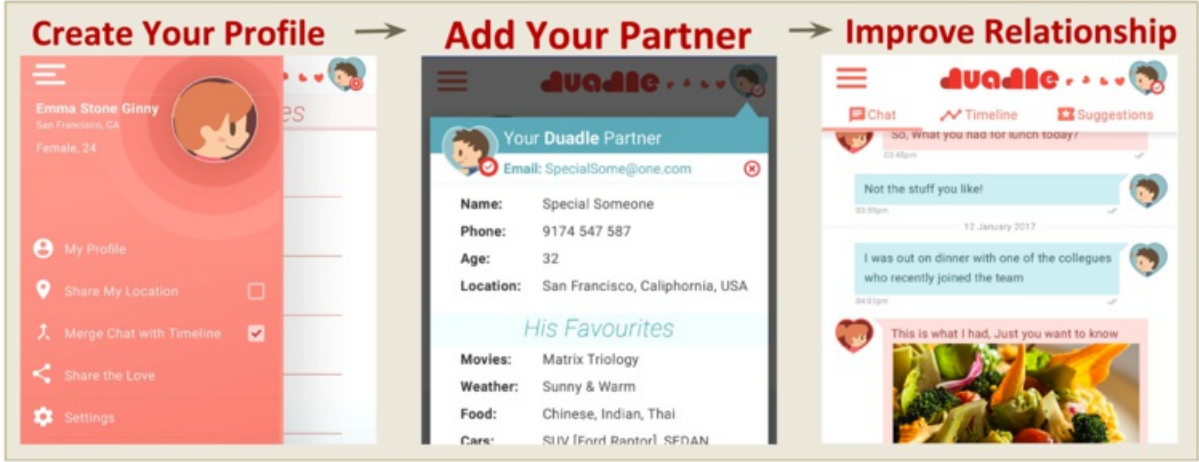 Create Your Profile
Add Your Partner
Improve Relationship
Emma Stone Ginny
San Francisco, CA
Female, 24
es
My Profile
Share My Location
Merge Chat with Timeline
Share the Love
Settings
duadle
Your Duadle Partner
Email: SpecialSome@one.com
Name: Special Someone
Phone: 9174 547 587
Age: 32
Location: San Francisco, Caliphornia, USA
His Favourites
Movies: Matrix Triology
Weather: Sunny & Warm
Food: Chinese, Indian, Thai
Cars: SUV [Ford Raptor], SEDAN
duadle
Chat Timeline Suggestions
So, What you had for lunch today?
03:45pm
Not the stuff you like!
03:59pm
12 January 2017
I was out on dinner with one of the collegues
who recently joined the team
04:01pm
This is what I had, Just you want to know